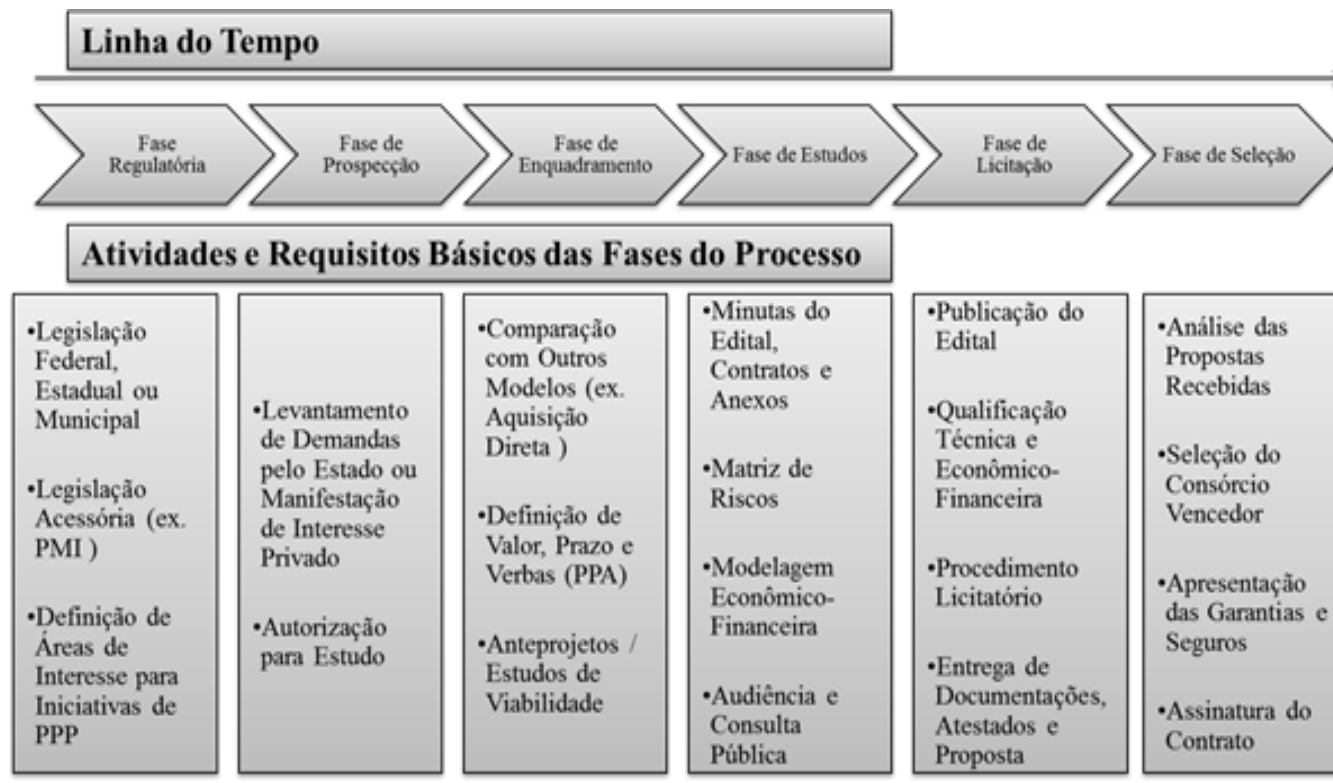 Linha do Tempo
Fase
Regulatória
Fase de
Prospecção
Fase de
Enquadramento
Fase de Estudos
Fase de
Licitação
Fase de Seleção
Atividades e Requisitos Básicos das Fases do Processo
•Legislação
Federal,
Estadual ou
Municipal
•Legislação
Acessória (ex.
PMI )
•Definição de
Áreas de
Interesse para
Iniciativas de
PPP
•Levantamento
de Demandas
pelo Estado ou
Manifestação
de Interesse
Privado
•Autorização
para Estudo
•Comparação
com Outros
Modelos (ex.
Aquisição
Direta )
•Definição de
Valor, Prazo e
Verbas (PPA)
•Anteprojetos /
Estudos de
Viabilidade
•Minutas do
Edital,
Contratos e
Anexos
•Matriz de
Riscos
•Modelagem
Econômico-
Financeira
•Audiência e
Consulta
Pública
•Publicação do
Edital
•Qualificação
Técnica e
Econômico-
Financeira
•Procedimento
Licitatório
•Entrega de
Documentações,
Atestados e
Proposta
•Análise das
Propostas
Recebidas
•Seleção do
Consórcio
Vencedor
•Apresentação
das Garantias e
Seguros
•Assinatura do
Contrato